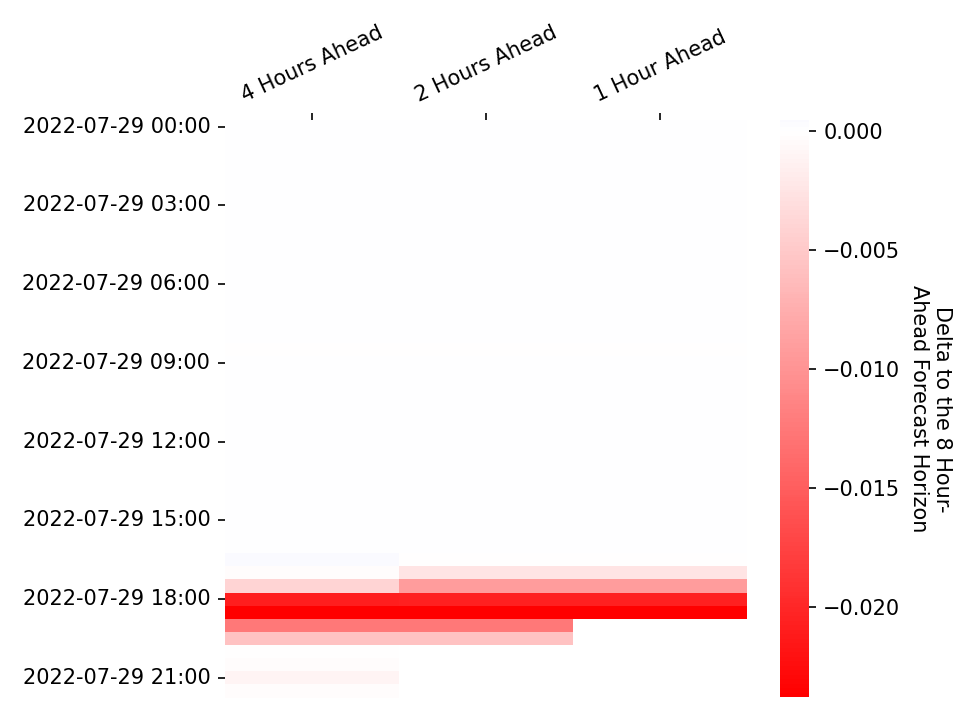 4 Hours Ahead
2 Hours Ahead
1 Hour Ahead
2022-07-29 00:00
2022-07-29 03:00
2022-07-29 06:00
2022-07-29 09:00
2022-07-29 12:00
2022-07-29 15:00
2022-07-29 18:00
2022-07-29 21:00
0.000
−0.005
−0.010
−0.015
−0.020
Delta to the 8 Hour-
Ahead Forecast Horizon